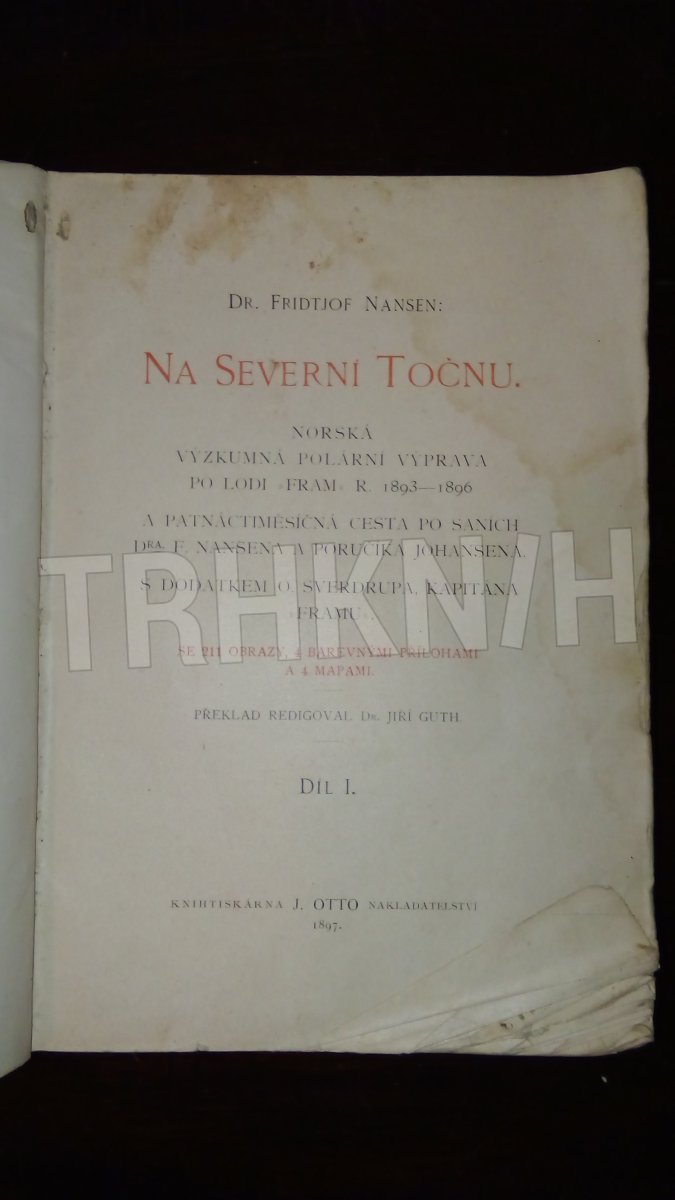 DR. FRIDTJOF NANSEN:
NA SEVERNÍ TOČNU.
NORSKÁ
VÝZKUMNÁ POLÁRNÍ VÝPRAVA
PO LODI »FRAM« R. 1893—1896
A PATNÁCTIMĚSÍČNÁ CESTA PO SANÍCH
DRA. F. NANSENA A PORUČÍKA JOHANSENA.
S DODATKEM O. SVERDRUPA, KAPITÁNA
»FRAMU«.
TRHKNIH
SE 211 OBRAZY, 4 BAREVNÝMI PŘÍLOHAMI
A 4 MAPAMI.
PŘEKLAD REDIGOVAL DR. JIŘÍ GUTH.
DÍL I.
KNIHTISKÁRNA J. OTTO NAKLADATELSTVÍ
1897.